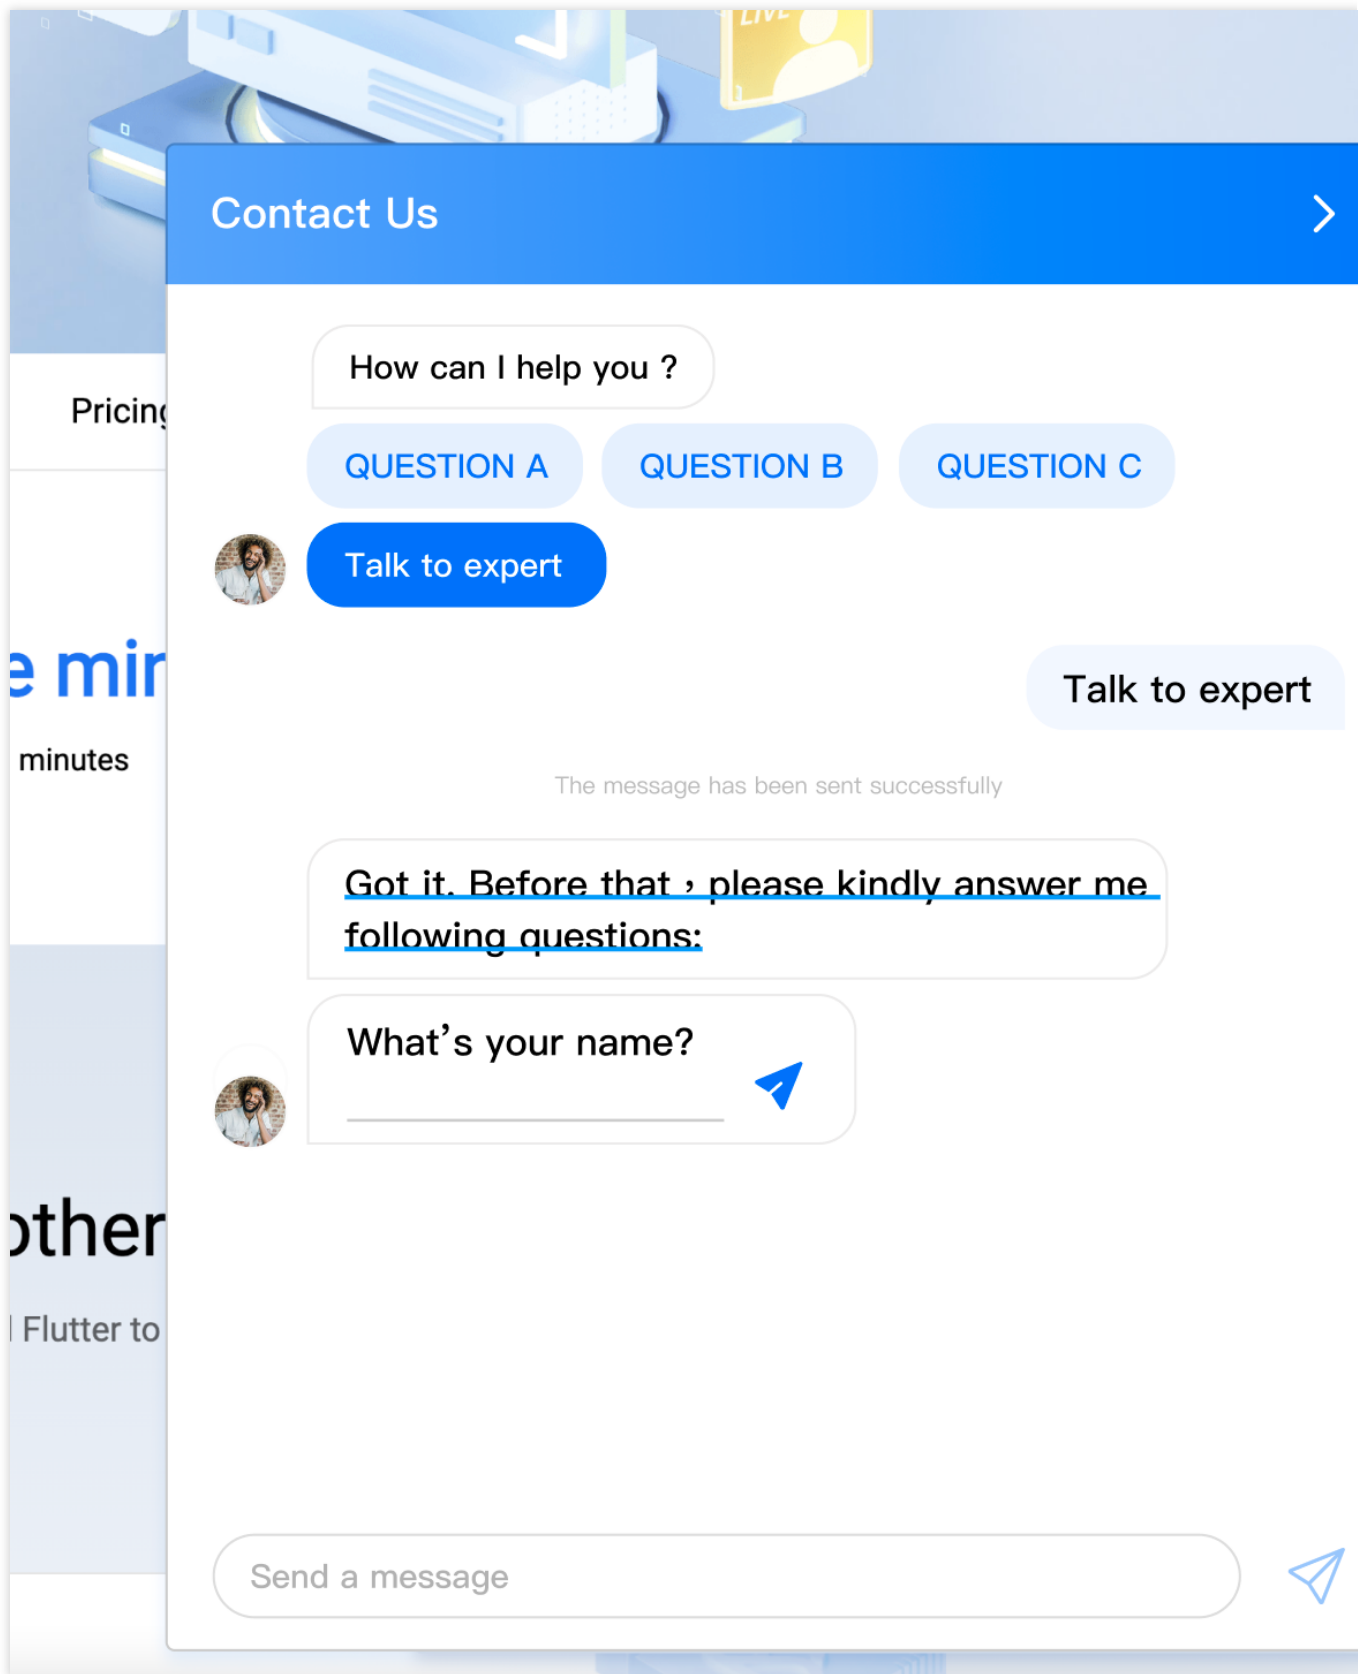 LIVE
Contact Us
How can I help you ?
Pricing
QUESTION A
QUESTION B
QUESTION C
Talk to expert
Talk to expert
minutes
The message has been sent successfully
Got it. Before that，please kindly answer me
following questions:
What’s your name?
other
Flutter to
Send a message